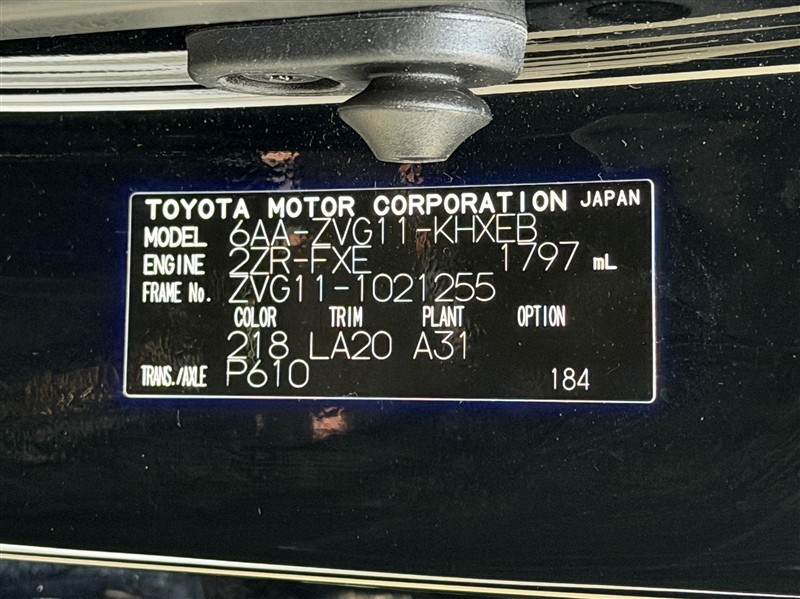 TOYOTA MOTOR CORPORATION JAPAN
MODEL 6AA-ZVG11-KHXEB
ENGINE 2ZR-FXE 1797 mL
FRAME No. ZVG11-1021255
COLOR TRIM PLANT OPTION
218 LA20 A31
TRANS./AXLE P610 184